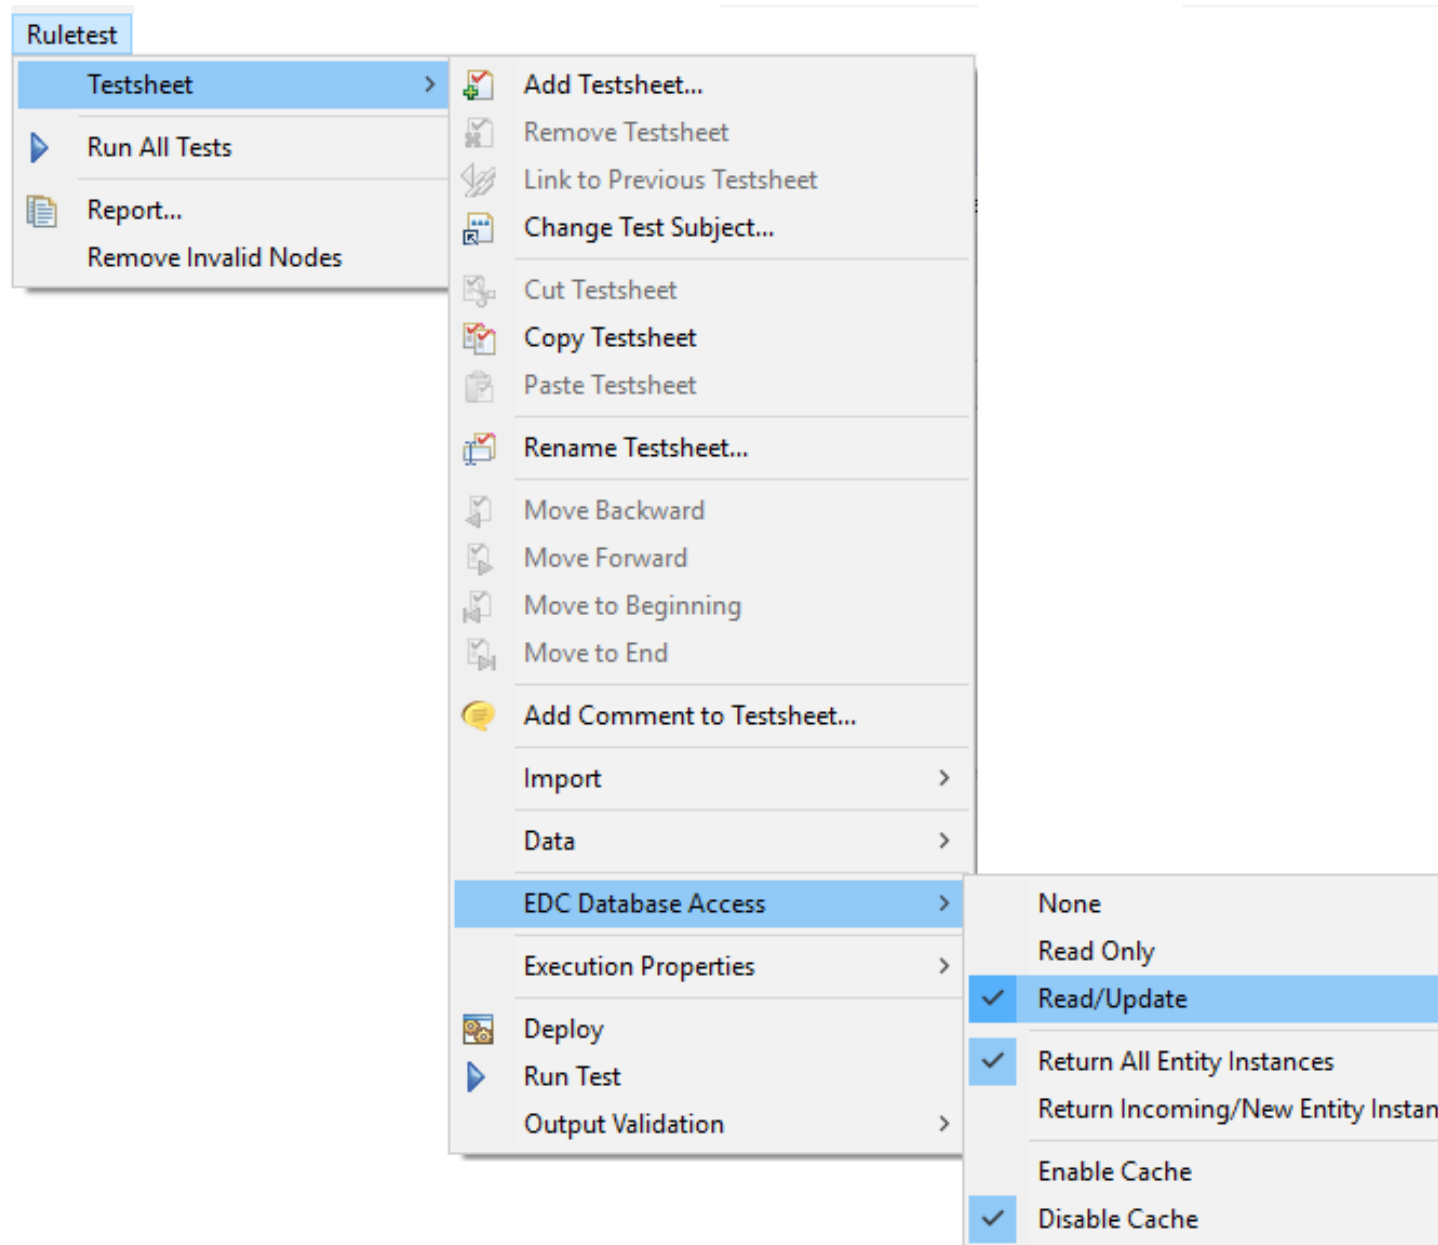 Ruletest
Testsheet
Run All Tests
Report...
Remove Invalid Nodes
Add Testsheet...
Remove Testsheet
Link to Previous Testsheet
Change Test Subject...
Cut Testsheet
Copy Testsheet
Paste Testsheet
Rename Testsheet...
Move Backward
Move Forward
Move to Beginning
Move to End
Add Comment to Testsheet...
Import
Data
EDC Database Access
Execution Properties
Deploy
Run Test
Output Validation
None
Read Only
Read/Update
Return All Entity Instances
Return Incoming/New Entity Instan
Enable Cache
Disable Cache